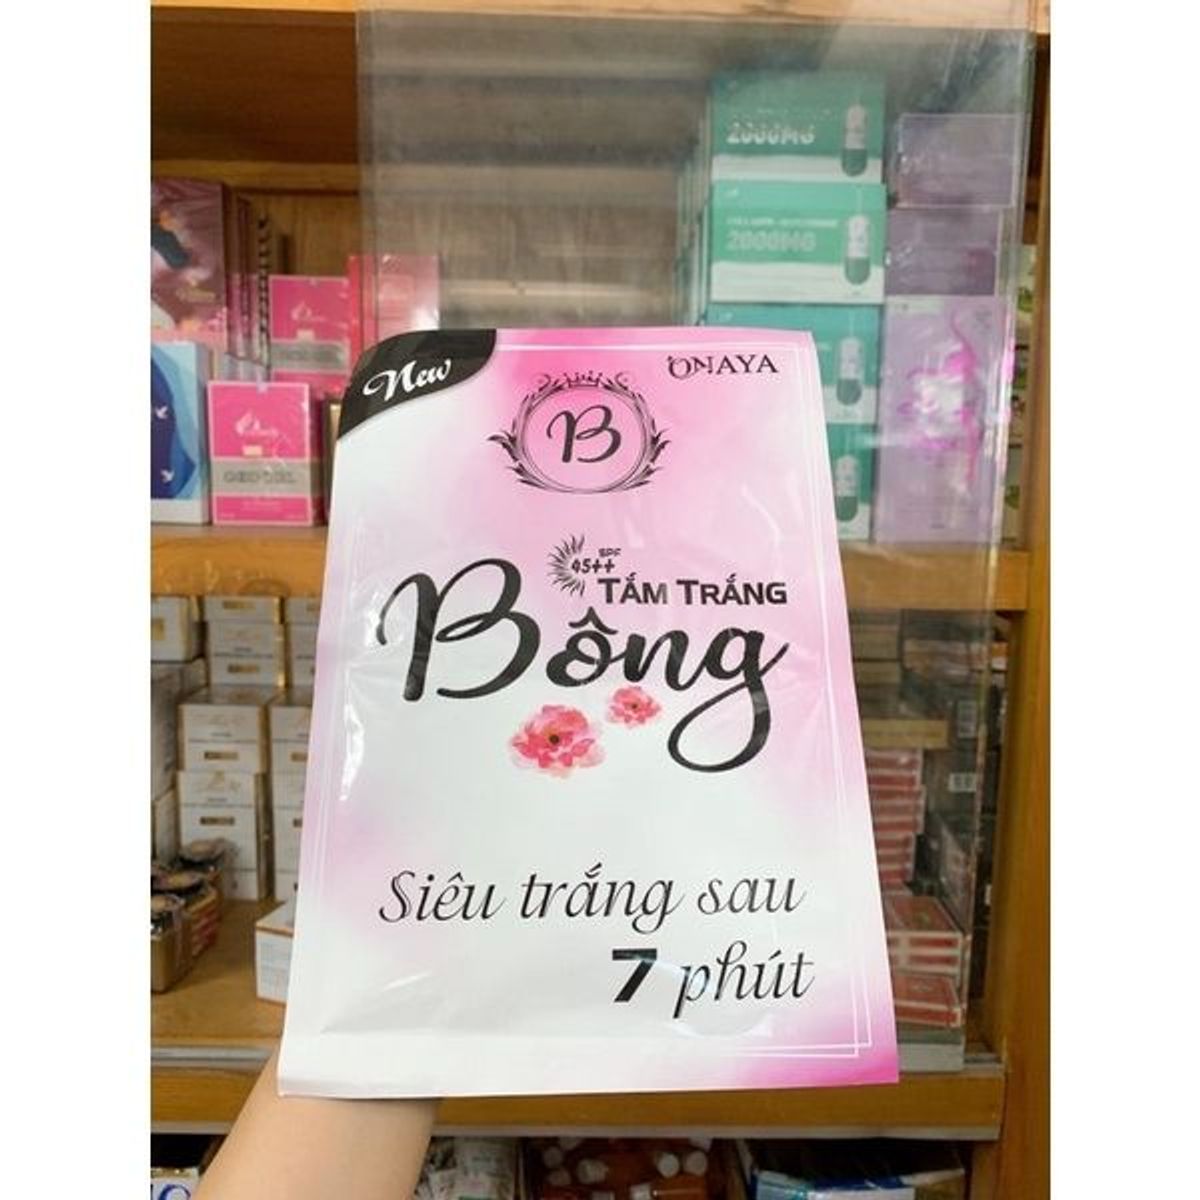 2000MG
2000MG
New
ONAYA
B
SPF
45++
TẮM TRẮNG
Bông
Siêu trắng sau
7 phút